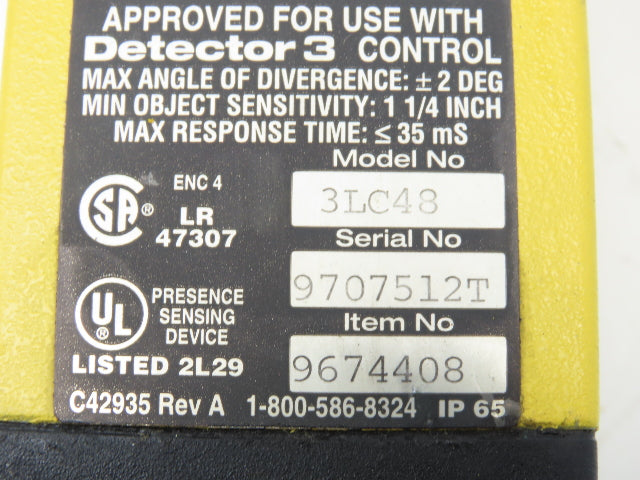 APPROVED FOR USE WITH
Detector 3 CONTROL
MAX ANGLE OF DIVERGENCE: ± 2 DEG
MIN OBJECT SENSITIVITY: 1 1/4 INCH
MAX RESPONSE TIME: ≤ 35 mS
Model No
3LC48
Serial No
9707512T
Item No
9674408
SA ®
ENC 4
LR
47307
UL ®
PRESENCE
SENSING
DEVICE
LISTED 2L29
C42935 Rev A 1-800-586-8324 IP 65